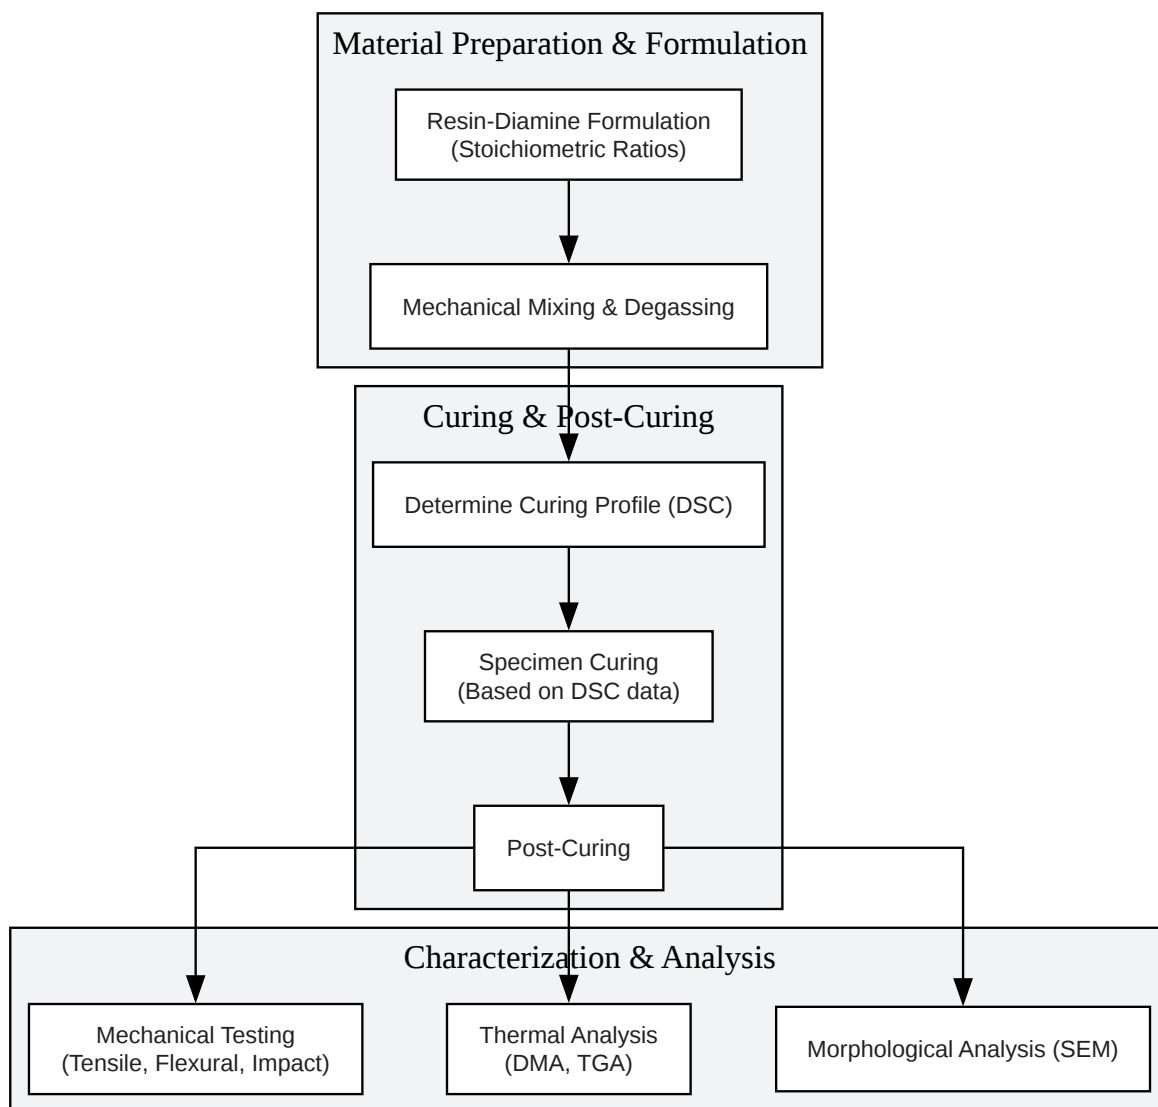 Material Preparation & Formulation
Resin-Diamine Formulation
(Stoichiometric Ratios)
Mechanical Mixing & Degassing
Curing & Post-Curing
Determine Curing Profile (DSC)
Specimen Curing
(Based on DSC data)
Post-Curing
Characterization & Analysis
Mechanical Testing
(Tensile, Flexural, Impact)
Thermal Analysis
(DMA, TGA)
Morphological Analysis (SEM)